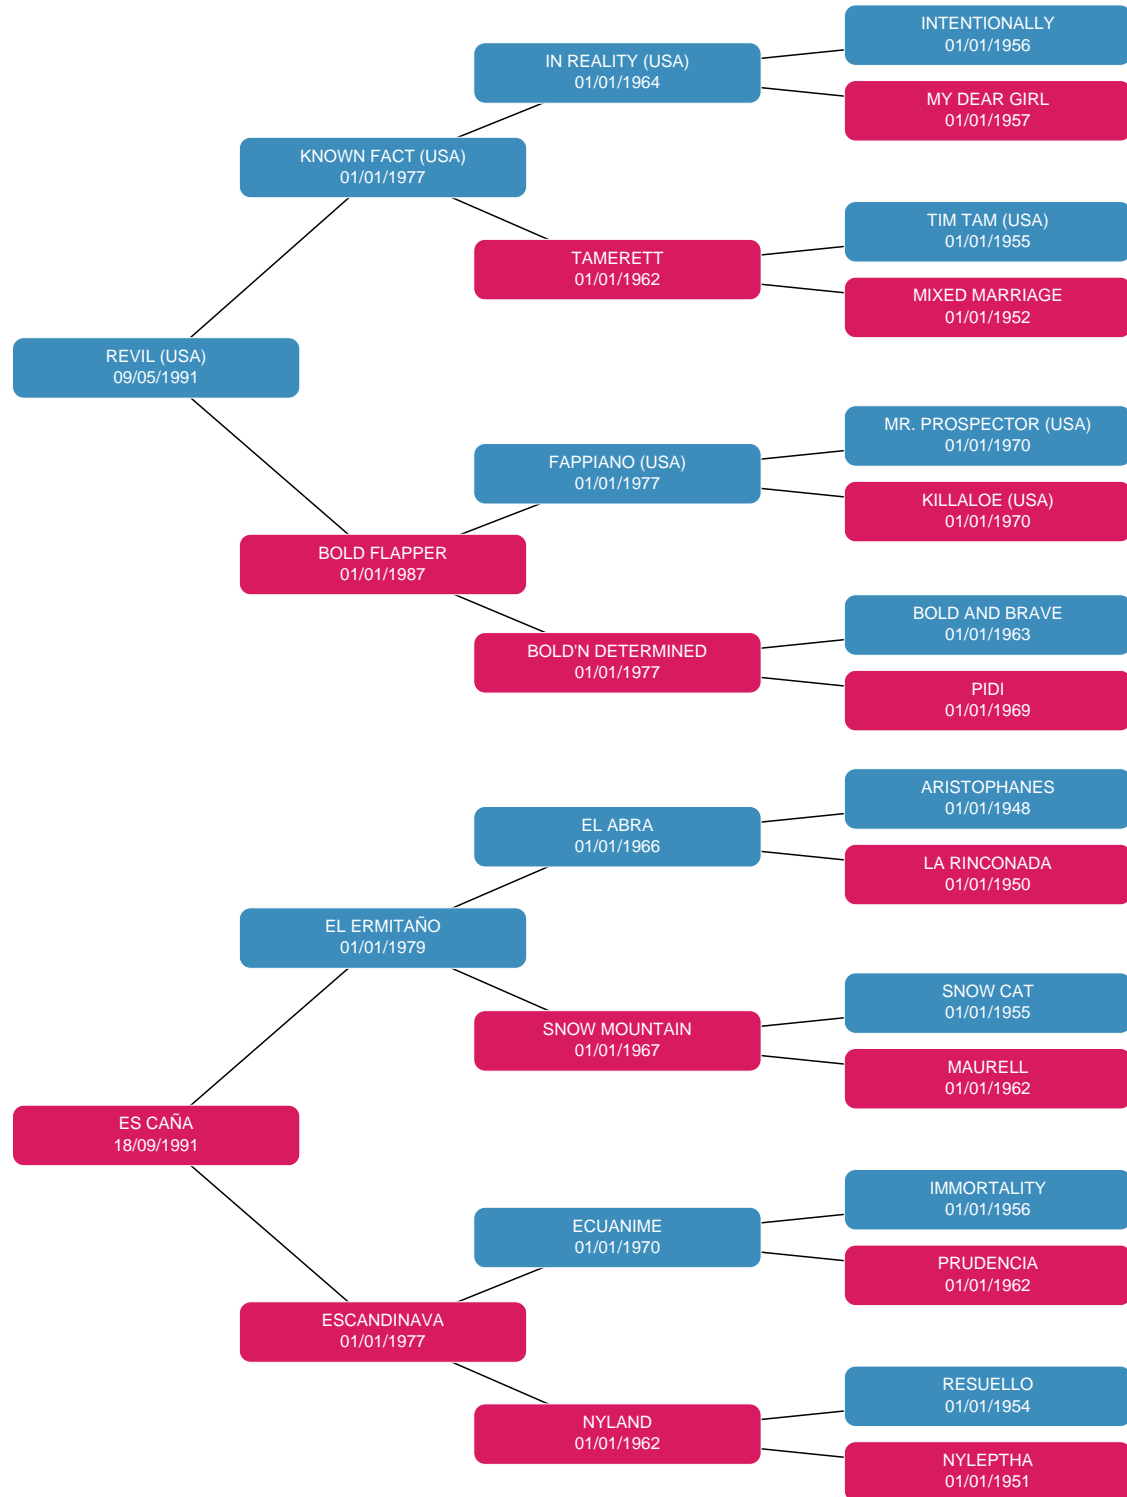 INTENTIONALLY
01/01/1956
IN REALITY (USA)
01/01/1964
MY DEAR GIRL
01/01/1957
KNOWN FACT (USA)
01/01/1977
TIM TAM (USA)
01/01/1955
TAMERETT
01/01/1962
MIXED MARRIAGE
01/01/1952
REVIL (USA)
09/05/1991
MR. PROSPECTOR (USA)
01/01/1970
FAPPIANO (USA)
01/01/1977
KILLALOE (USA)
01/01/1970
BOLD FLAPPER
01/01/1987
BOLD AND BRAVE
01/01/1963
BOLD'N DETERMINED
01/01/1977
PIDI
01/01/1969
ARISTOPHANES
01/01/1948
EL ABRA
01/01/1966
LA RINCONADA
01/01/1950
EL ERMITAÑO
01/01/1979
SNOW CAT
01/01/1955
SNOW MOUNTAIN
01/01/1967
MAURELL
01/01/1962
ES CAÑA
18/09/1991
IMMORTALITY
01/01/1956
ECUANIME
01/01/1970
PRUDENCIA
01/01/1962
ESCANDINAVA
01/01/1977
RESUELLO
01/01/1954
NYLAND
01/01/1962
NYLEPTHA
01/01/1951